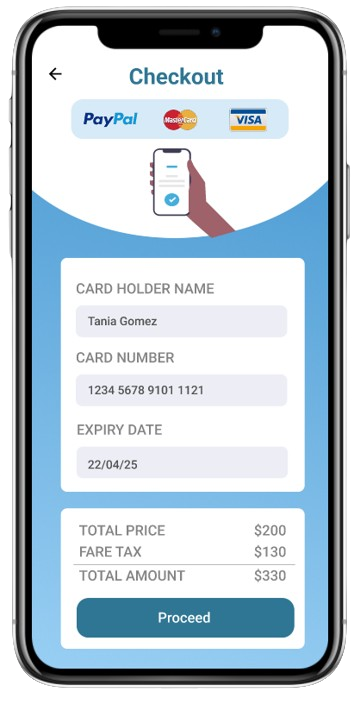 Checkout
PayPal MasterCard VISA
CARD HOLDER NAME
Tania Gomez
CARD NUMBER
1234 5678 9101 1121
EXPIRY DATE
22/04/25
TOTAL PRICE $200
FARE TAX $130
TOTAL AMOUNT $330
Proceed